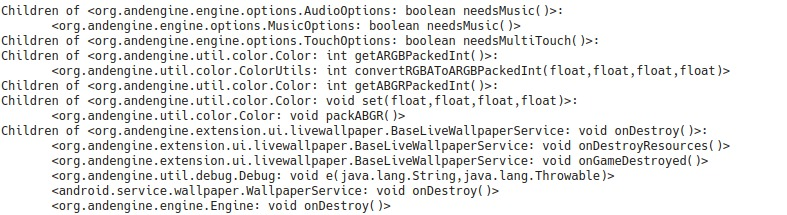 Children of <org.andengine.engine.options.AudioOptions: boolean needsMusic()>:
<org.andengine.engine.options.MusicOptions: boolean needsMusic()>
Children of <org.andengine.engine.options.TouchOptions: boolean needsMultiTouch()>:
Children of <org.andengine.util.color.Color: int getARGBPackedInt()>:
<org.andengine.util.color.ColorUtils: int convertRGBAToARGBPackedInt(float,float,float,float)>
Children of <org.andengine.util.color.Color: int getABGRPackedInt()>:
Children of <org.andengine.util.color.Color: void set(float,float,float,float)>:
<org.andengine.util.color.Color: void packABGR()>
Children of <org.andengine.extension.ui.livewallpaper.BaseLiveWallpaperService: void onDestroy()>:
<org.andengine.extension.ui.livewallpaper.BaseLiveWallpaperService: void onDestroyResources()>
<org.andengine.extension.ui.livewallpaper.BaseLiveWallpaperService: void onGameDestroyed()>
<org.andengine.util.debug.Debug: void e(java.lang.String,java.lang.Throwable)>
<android.service.wallpaper.WallpaperService: void onDestroy()>
<org.andengine.engine.Engine: void onDestroy()>